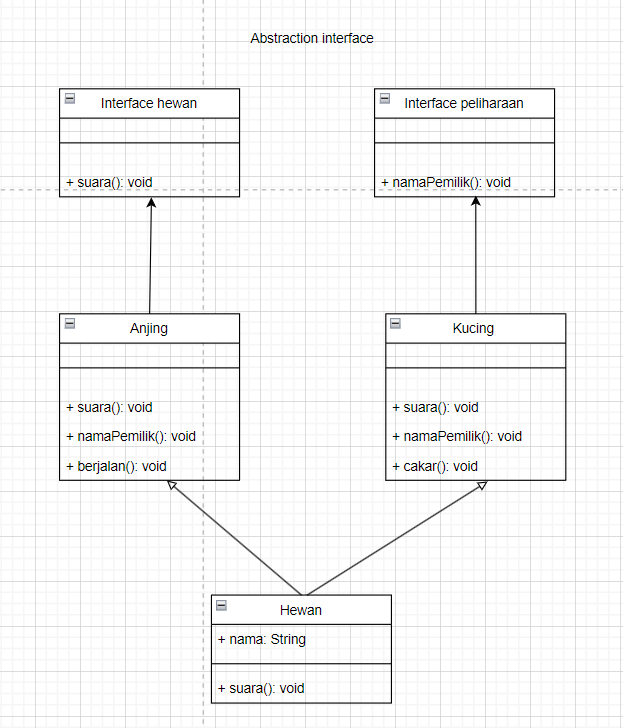 Abstraction interface
Interface hewan
+ suara(): void
Interface peliharaan
+ namaPemilik(): void
Anjing
+ suara(): void
+ namaPemilik(): void
+ berjalan(): void
Kucing
+ suara(): void
+ namaPemilik(): void
+ cakar(): void
Hewan
+ nama: String
+ suara(): void